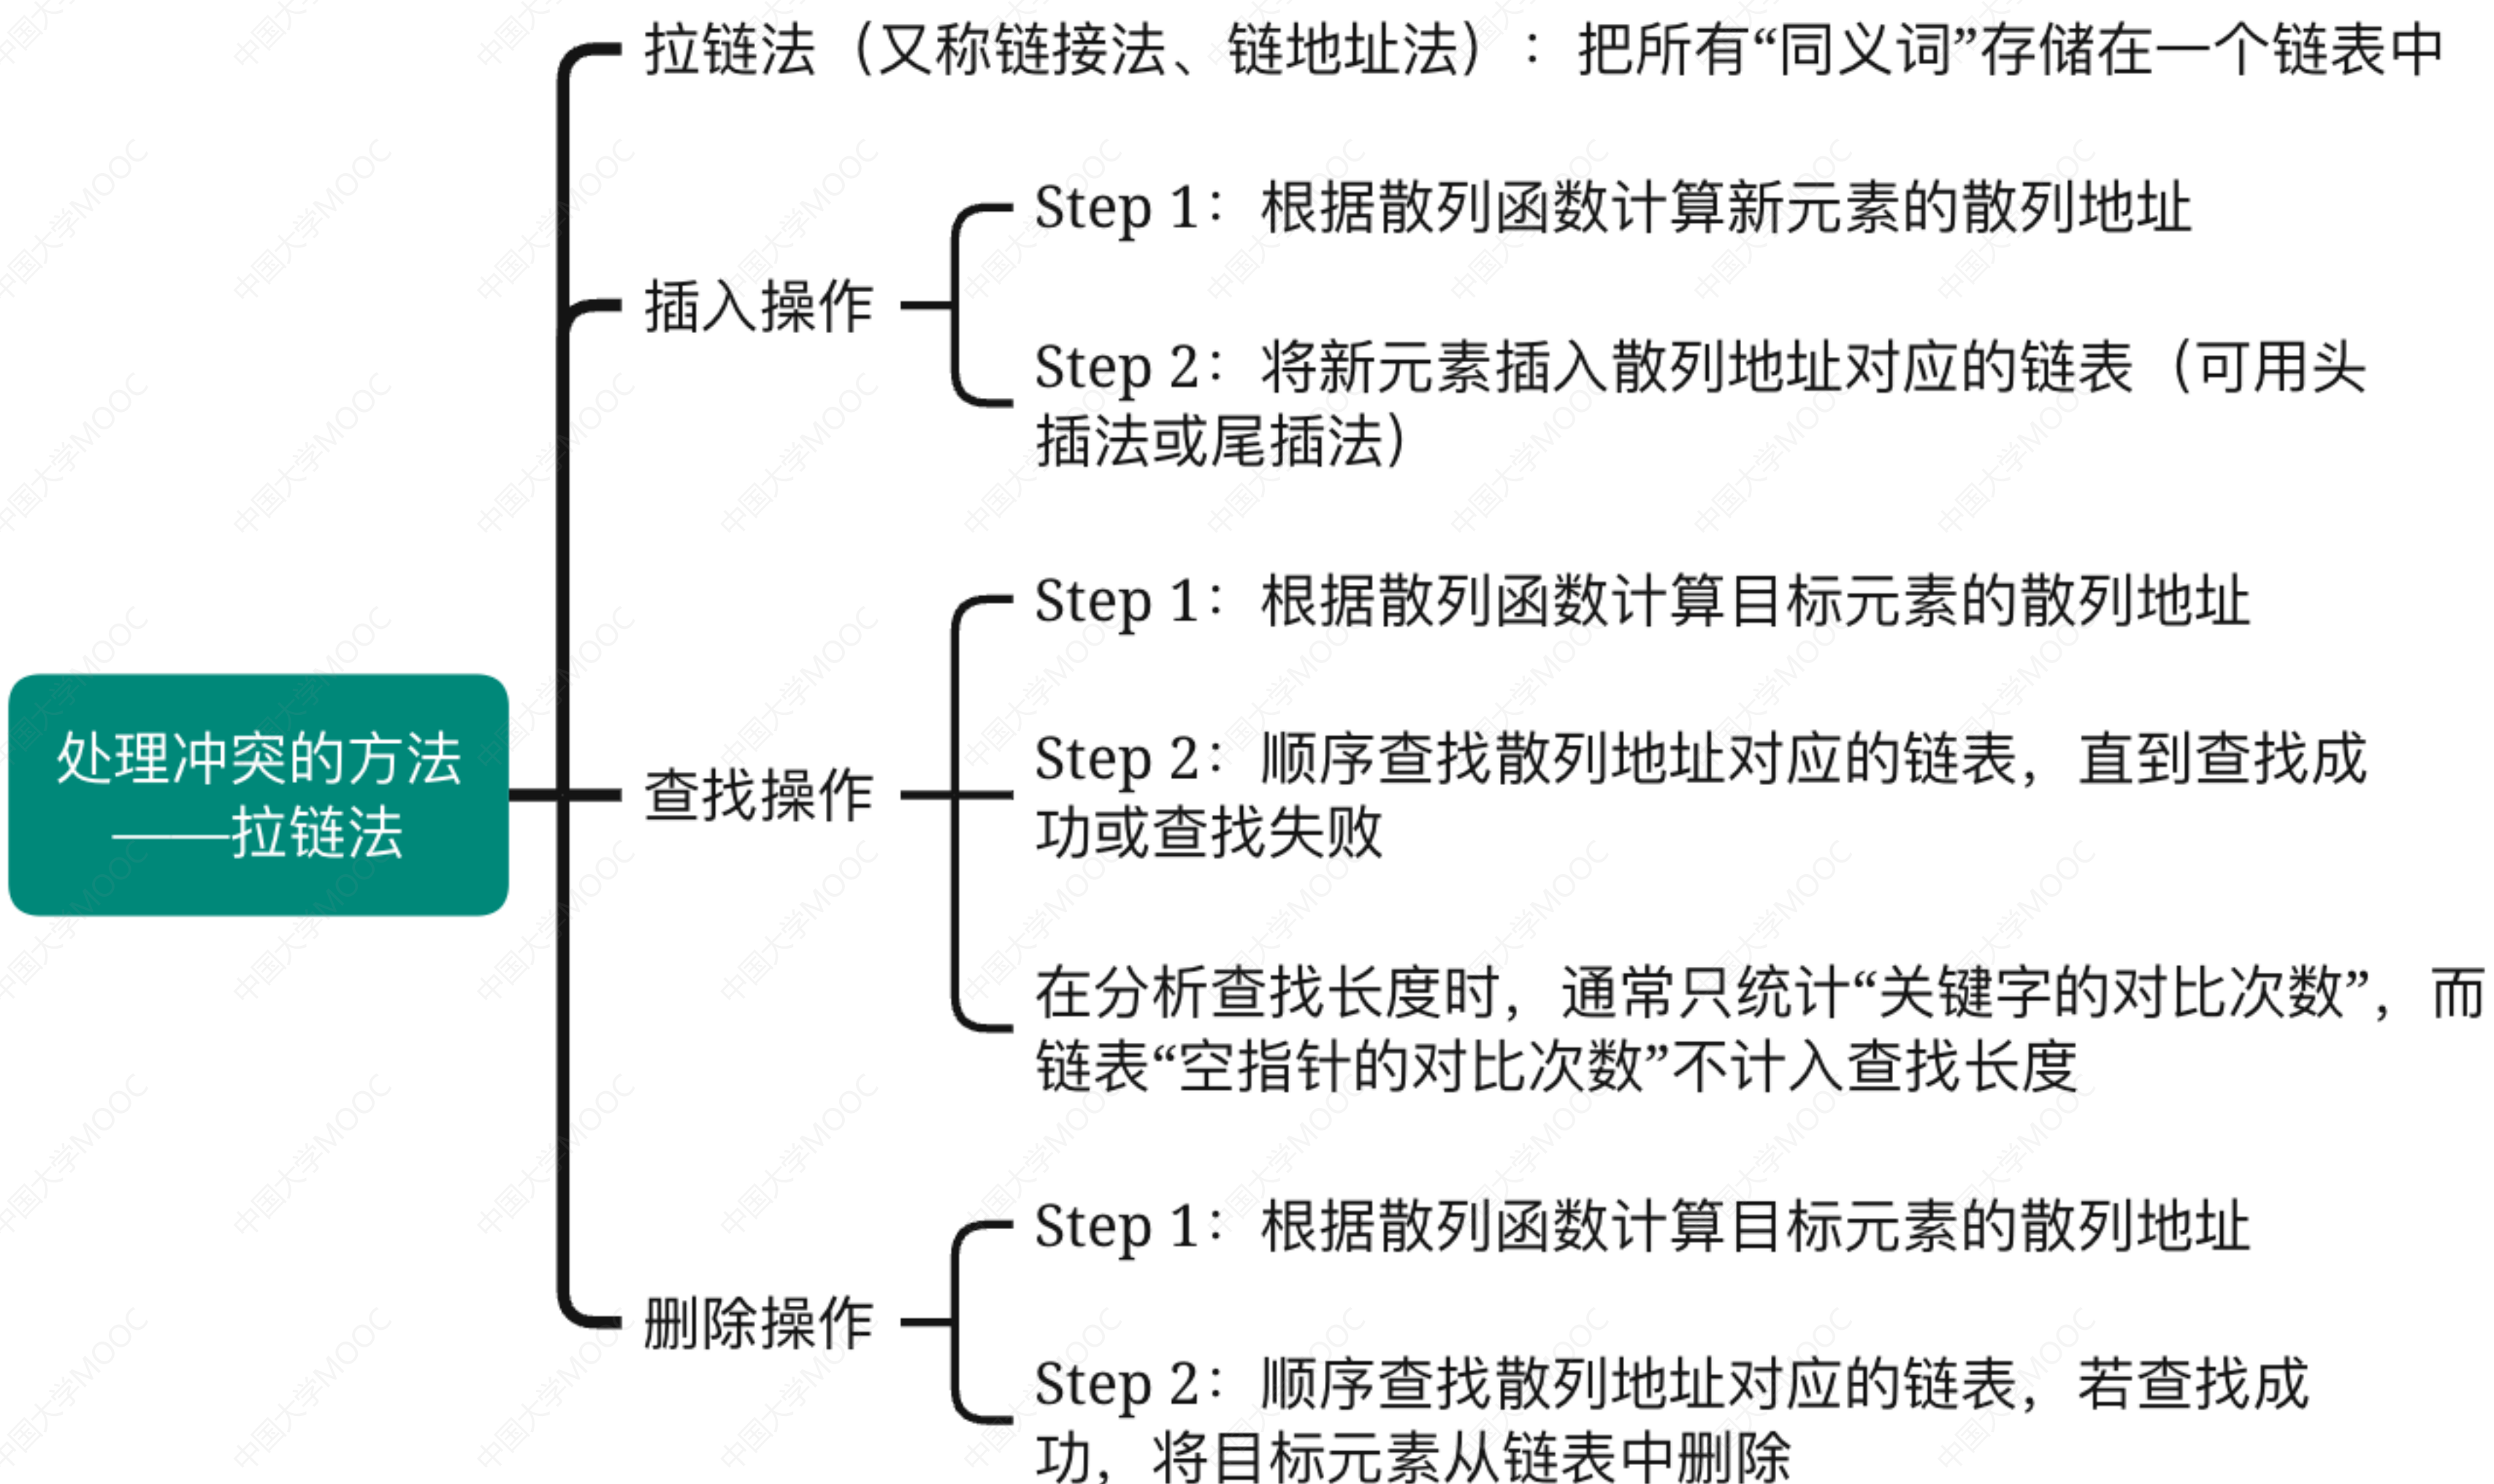 拉链法（又称链接法、链地址法）：把所有“同义词”存储在一个链表中
插入操作
Step 1：根据散列函数计算新元素的散列地址
Step 2：将新元素插入散列地址对应的链表（可用头
插法或尾插法）
处理冲突的方法
——拉链法
查找操作
Step 1：根据散列函数计算目标元素的散列地址
Step 2：顺序查找散列地址对应的链表，直到查找成
功或查找失败
在分析查找长度时，通常只统计“关键字的对比次数”，而
链表“空指针的对比次数”不计入查找长度
删除操作
Step 1：根据散列函数计算目标元素的散列地址
Step 2：顺序查找散列地址对应的链表，若查找成
功，将目标元素从链表中删除
中国大学MOOC